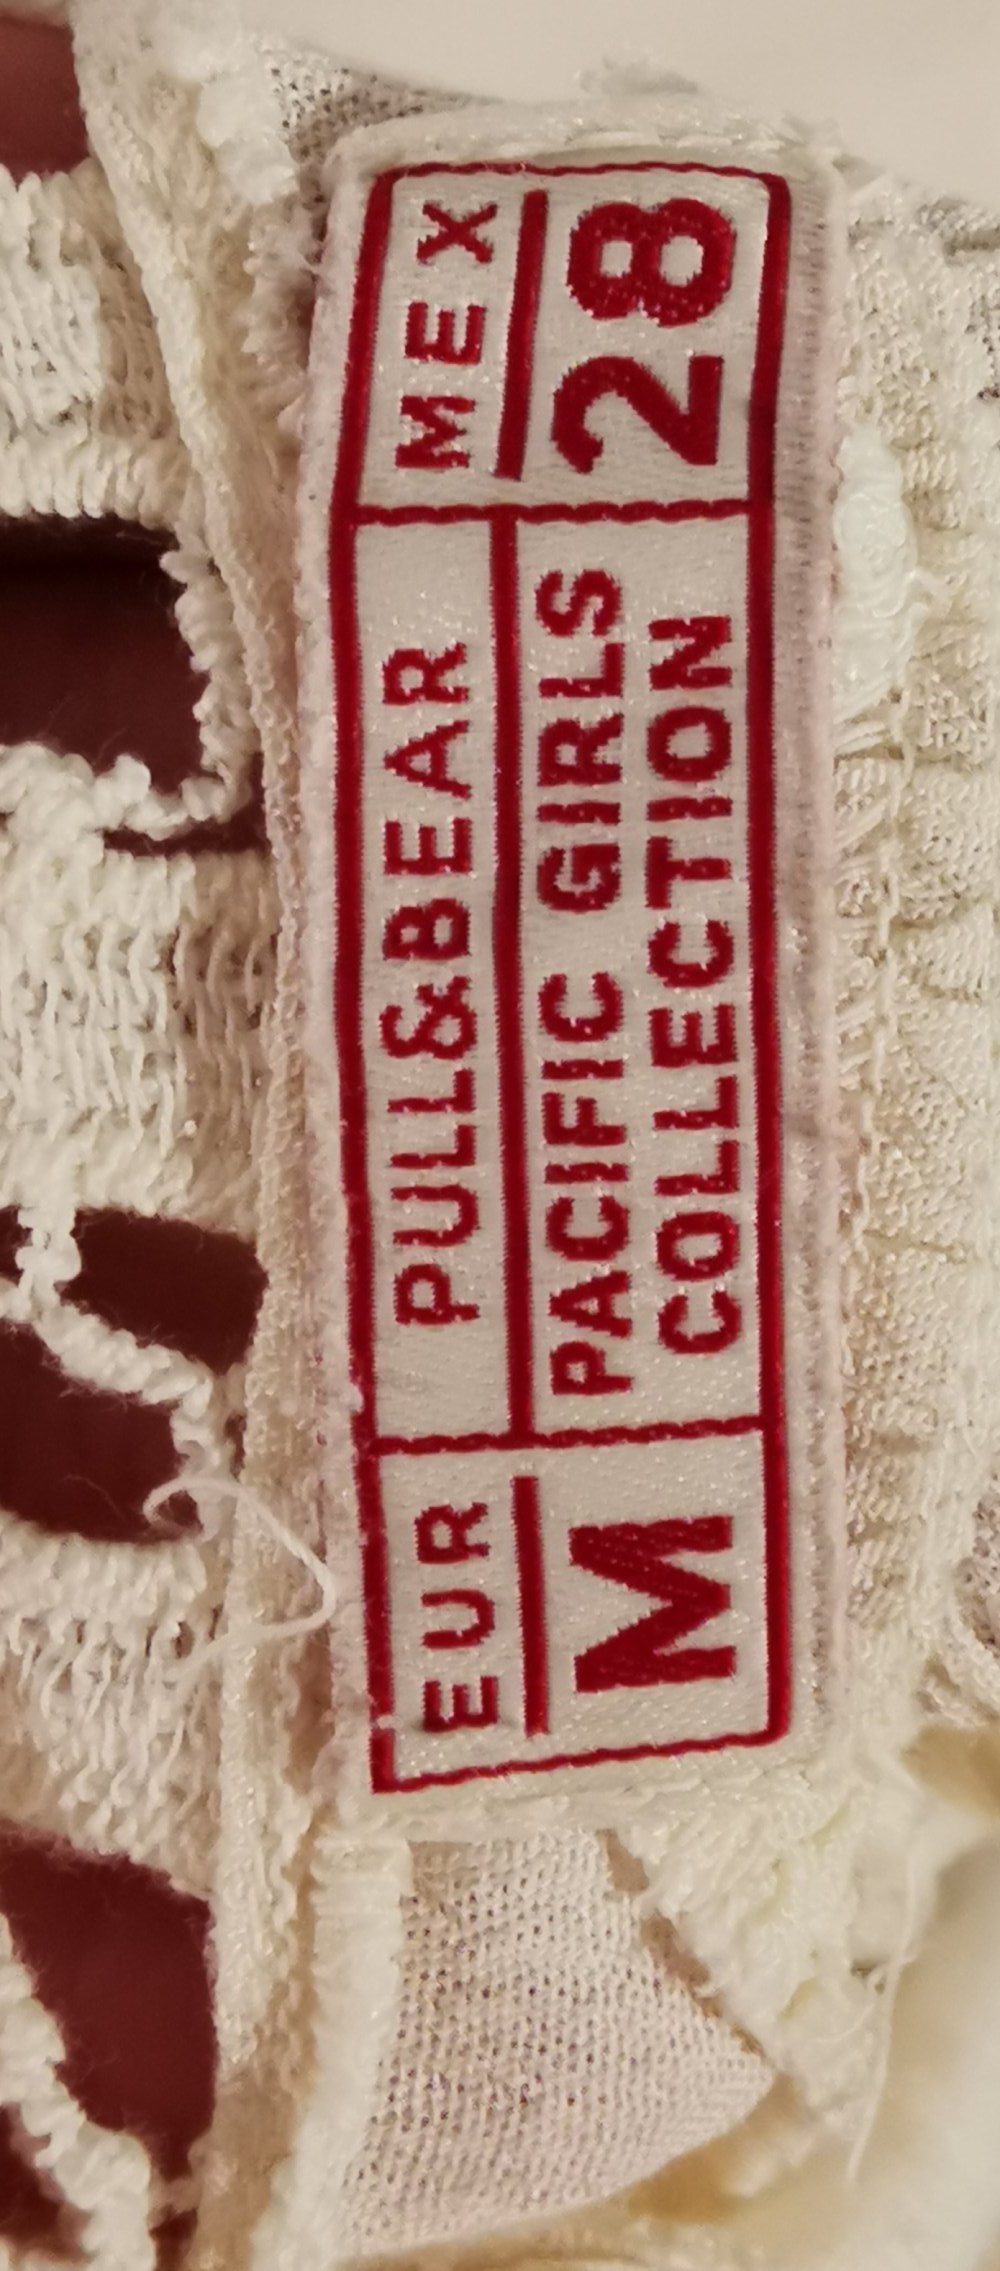 EUR
M
PULL&BEAR
PACIFIC GIRLS
COLLECTION
MEX
28